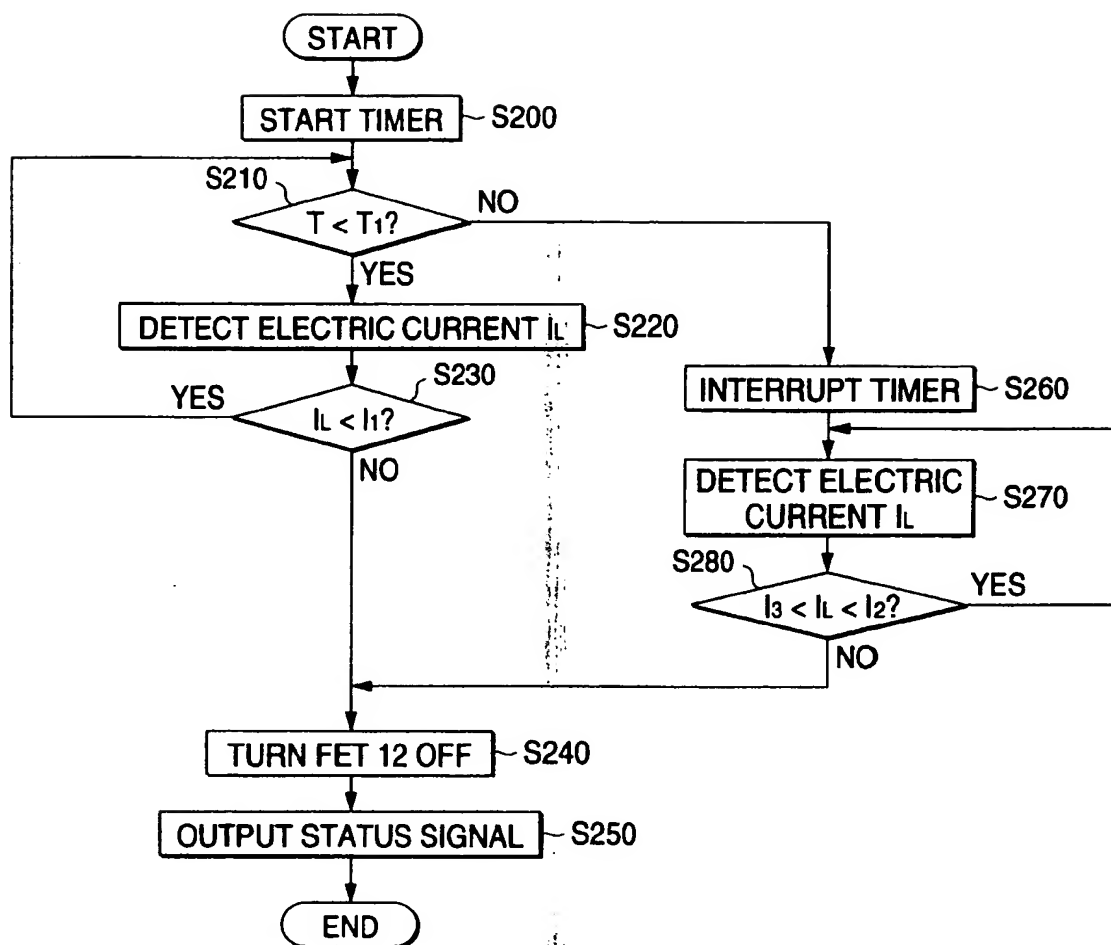 START
START TIMER
S200
S210
T < T1?
NO
YES
DETECT ELECTRIC CURRENT IL
S220
S230
YES
IL < I1?
NO
INTERRUPT TIMER
S260
DETECT ELECTRIC
CURRENT IL
S270
S280
I3 < IL < I2?
YES
NO
TURN FET 12 OFF
S240
OUTPUT STATUS SIGNAL
S250
END